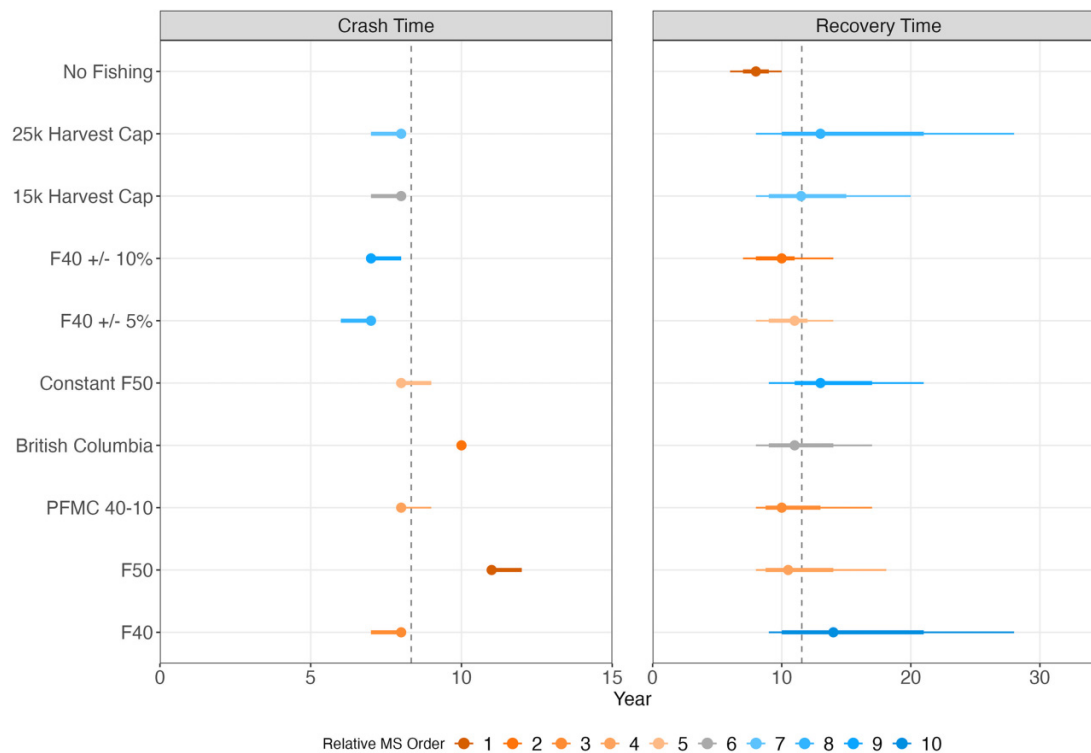 Crash Time
Recovery Time
No Fishing
25k Harvest Cap
15k Harvest Cap
F40 +/- 10%
F40 +/- 5%
Constant F50
British Columbia
PFMC 40-10
F50
F40
0 5 10 15 0 10 20 30
Year
Relative MS Order 1 2 3 4 5 6 7 8 9 10